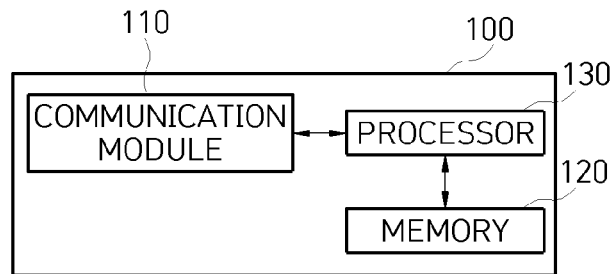 110
100
COMMUNICATION
MODULE
130
PROCESSOR
120
MEMORY